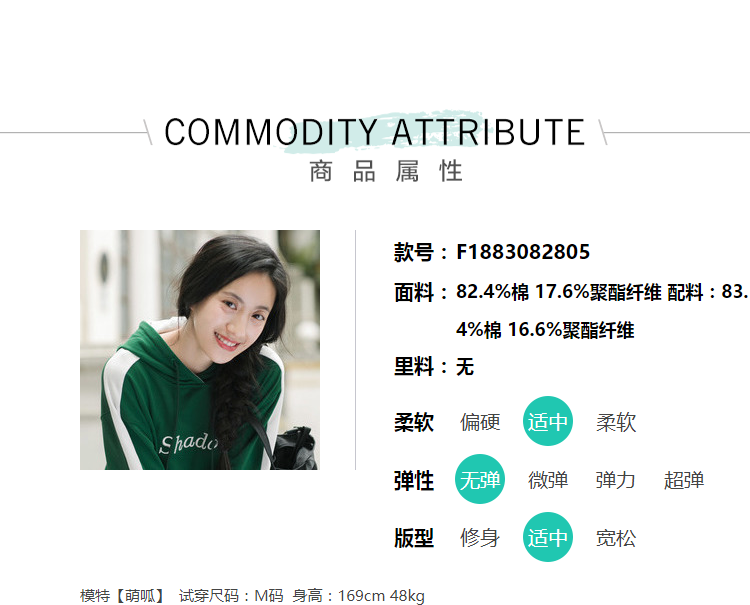 COMMODITY ATTRIBUTE
商品属性
款号：F1883082805
面料：82.4%棉 17.6%聚酯纤维 配料：83.
4%棉 16.6%聚酯纤维
里料：无
柔软 偏硬 适中 柔软
弹性 无弹 微弹 弹力 超弹
Shado
版型 修身 适中 宽松
模特【萌呱】 试穿尺码：M码 身高：169cm 48kg